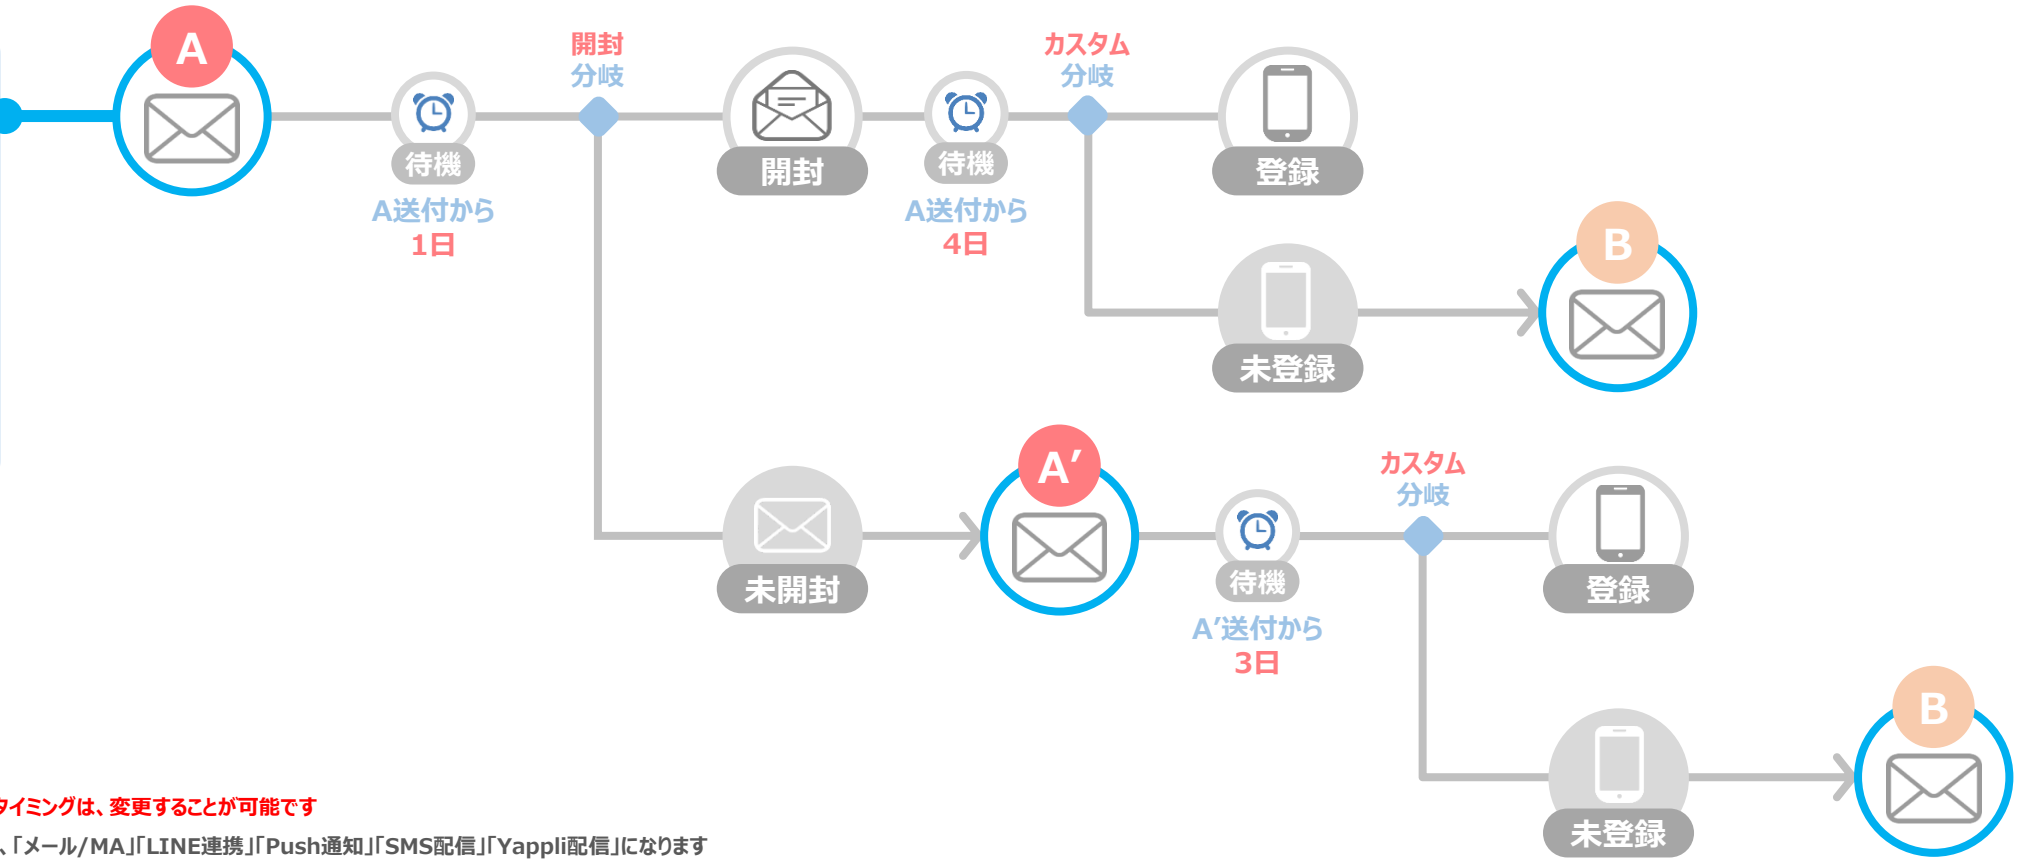 A
待機
A送付から
1日
開封
分岐
開封
待機
A送付から
4日
カスタム
分岐
登録
未登録
B
未開封
A′
待機
A′送付から
3日
カスタム
分岐
登録
未登録
B
タイミングは、変更することが可能です
、「メール/MA」「LINE連携」「Push通知」「SMS配信」「Yappli配信」になります